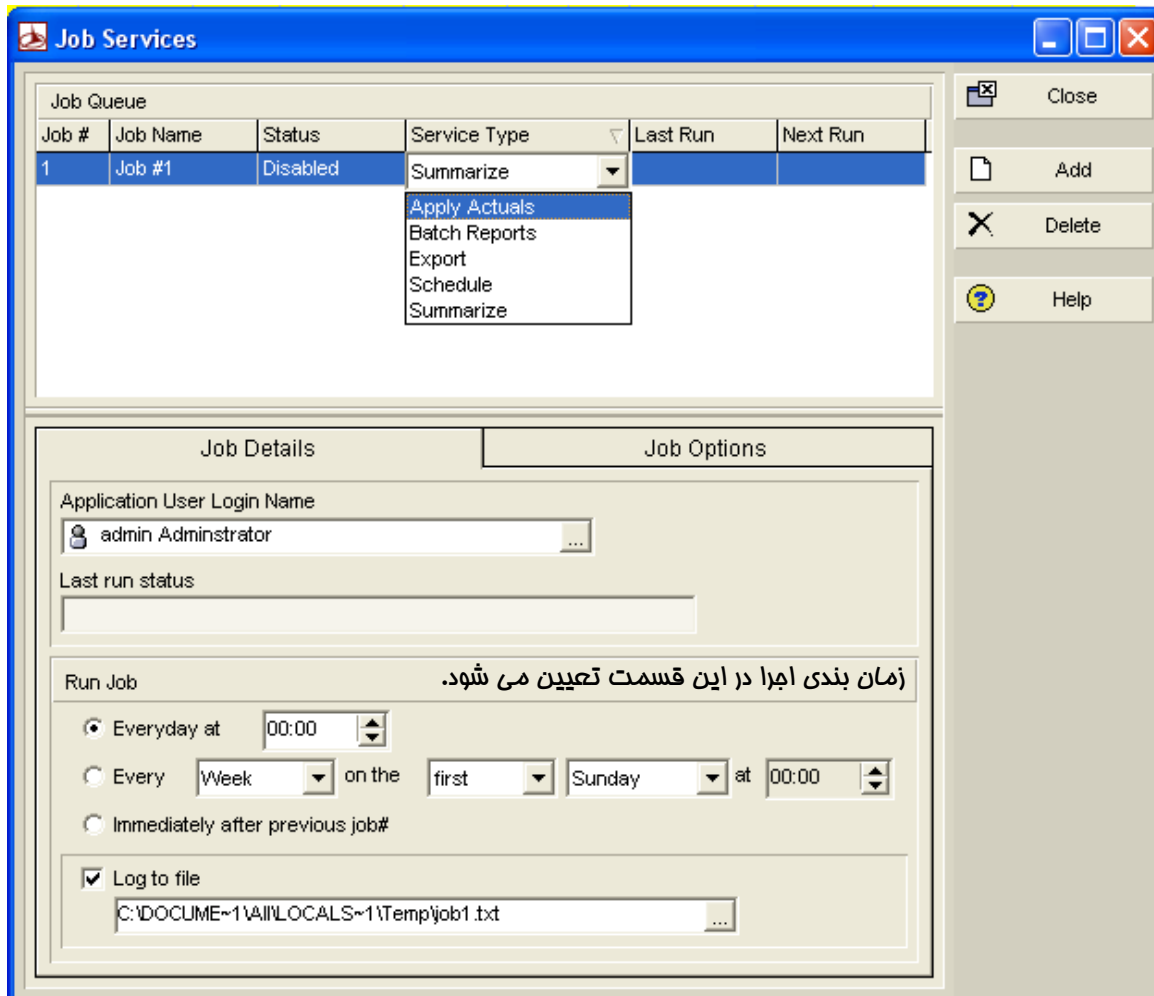 Job Services
Job Queue
Job # Job Name Status Service Type Last Run Next Run
1 Job #1 Disabled Summarize
Apply Actuals
Batch Reports
Export
Schedule
Summarize
Close
Add
Delete
Help
Job Details Job Options
Application User Login Name
admin Adminstrator
...
Last run status
Run Job زمان بندی اجرا در این قسمت تعیین می شود.
Everyday at 00:00
Every Week on the first Sunday at 00:00
Immediately after previous job#
Log to file
C:\DOCUME~1\All\LOCALS~1\Temp\job1.txt
...